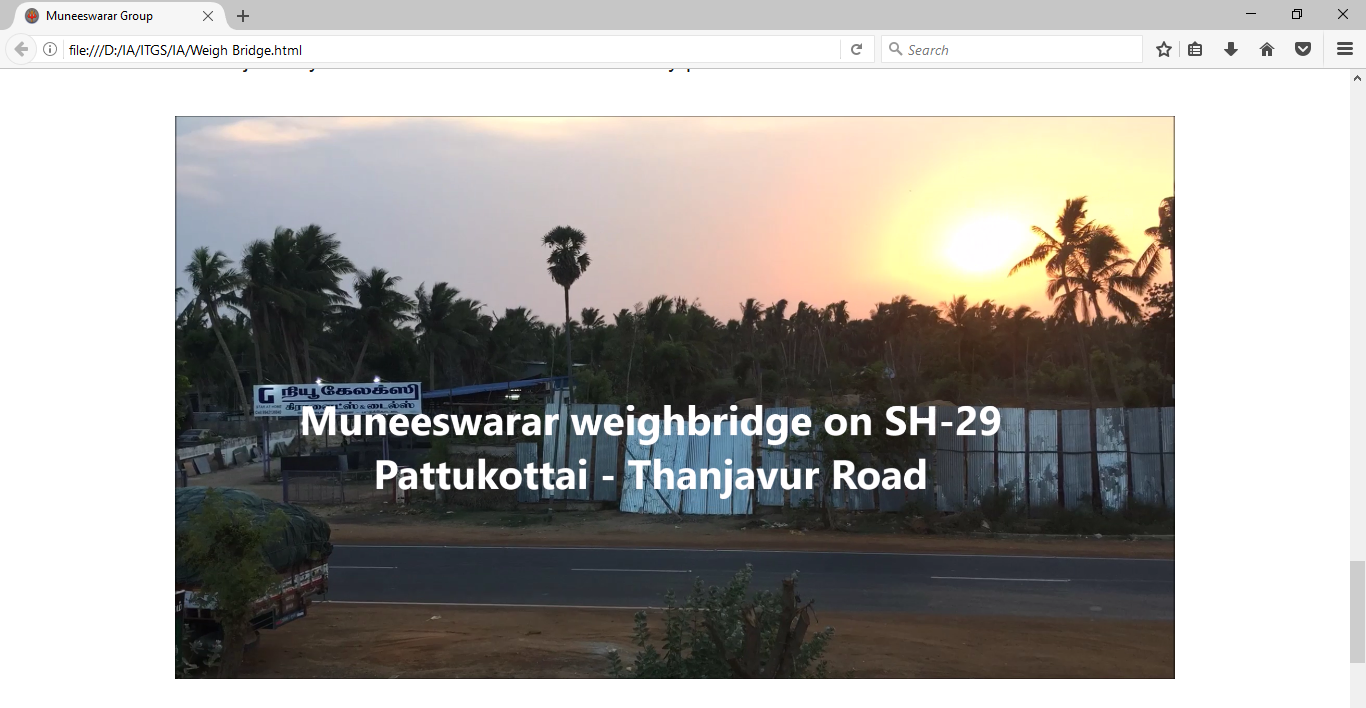 Muneeswarar Group
file:///D:/IA/ITGS/IA/Weigh Bridge.html
Search
G நியூ கேலக்ஸி
கிரானைட்ஸ் & டைல்ஸ்
Muneeswarar weighbridge on SH-29
Pattukottai - Thanjavur Road